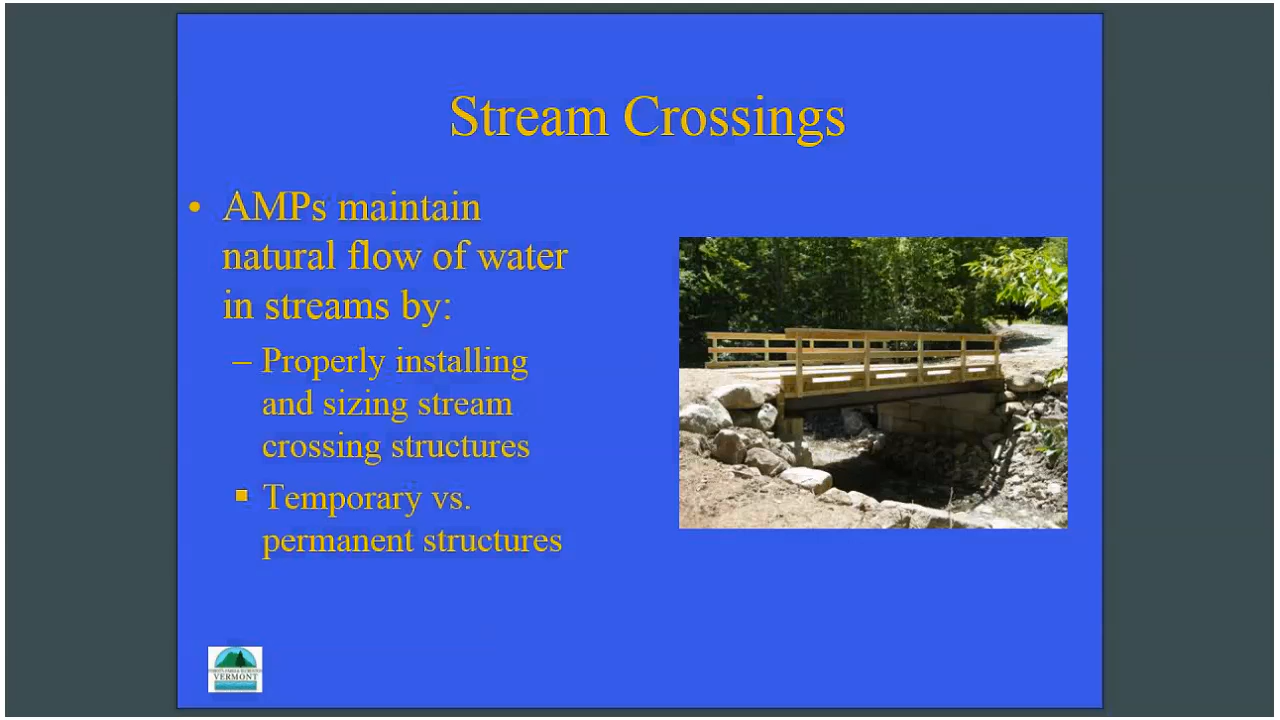 Stream Crossings
• AMPs maintain
natural flow of water
in streams by:
– Properly installing
and sizing stream
crossing structures
▪ Temporary vs.
permanent structures
VERMONT